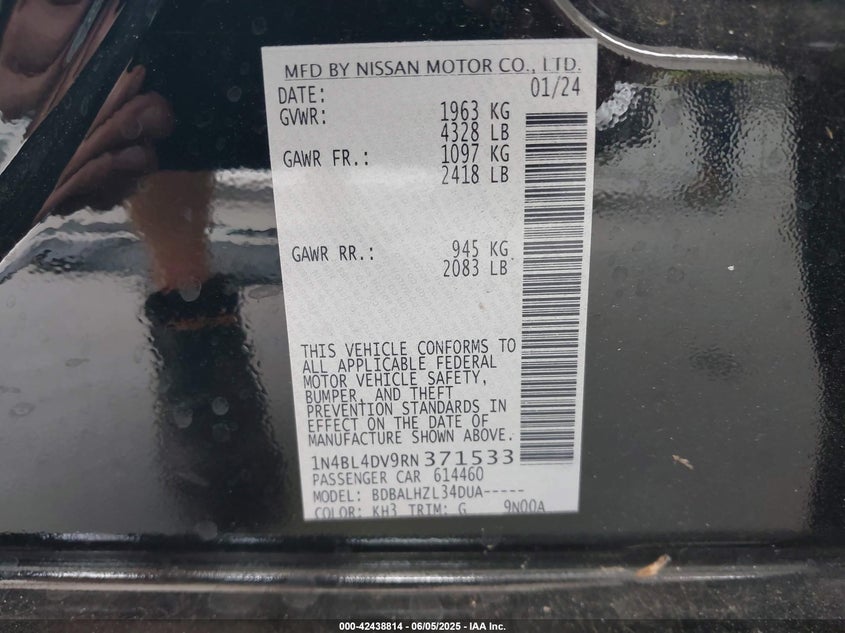 MFD BY NISSAN MOTOR CO., LTD.
DATE: 01/24
GVWR: 1963 KG
4328 LB
GAWR FR.: 1097 KG
2418 LB
GAWR RR.: 945 KG
2083 LB
THIS VEHICLE CONFORMS TO
ALL APPLICABLE FEDERAL
MOTOR VEHICLE SAFETY,
BUMPER, AND THEFT
PREVENTION STANDARDS IN
EFFECT ON THE DATE OF
MANUFACTURE SHOWN ABOVE.
1N4BL4DV9RN371533
PASSENGER CAR 614460
MODEL: BDBALHZL34DUA-----
COLOR: KH3 TRIM: G 9N00A
000-42438814 - 06/05/2025 - IAA Inc.